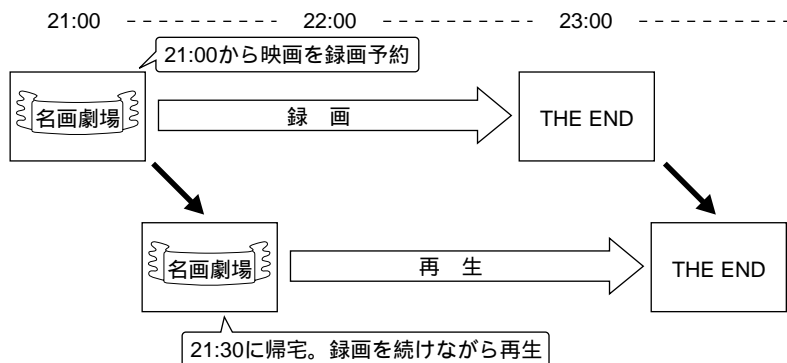 21:00 22:00 23:00
21:00から映画を録画予約
名画劇場
録 画
THE END
名画劇場
再 生
THE END
21:30に帰宅。録画を続けながら再生